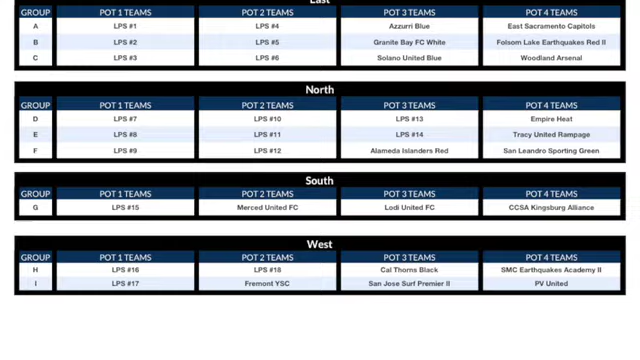 East
GROUP POT 1 TEAMS POT 2 TEAMS POT 3 TEAMS POT 4 TEAMS
A LPS #1 LPS #4 Azzurri Blue East Sacramento Capitols
B LPS #2 LPS #5 Granite Bay FC White Folsom Lake Earthquakes Red II
C LPS #3 LPS #6 Solano United Blue Woodland Arsenal
North
GROUP POT 1 TEAMS POT 2 TEAMS POT 3 TEAMS POT 4 TEAMS
D LPS #7 LPS #10 LPS #13 Empire Heat
E LPS #8 LPS #11 LPS #14 Tracy United Rampage
F LPS #9 LPS #12 Alameda Islanders Red San Leandro Sporting Green
South
GROUP POT 1 TEAMS POT 2 TEAMS POT 3 TEAMS POT 4 TEAMS
G LPS #15 Merced United FC Lodi United FC CCSA Kingsburg Alliance
West
GROUP POT 1 TEAMS POT 2 TEAMS POT 3 TEAMS POT 4 TEAMS
H LPS #16 LPS #18 Cal Thorns Black SMC Earthquakes Academy II
I LPS #17 Fremont YSC San Jose Surf Premier II PV United